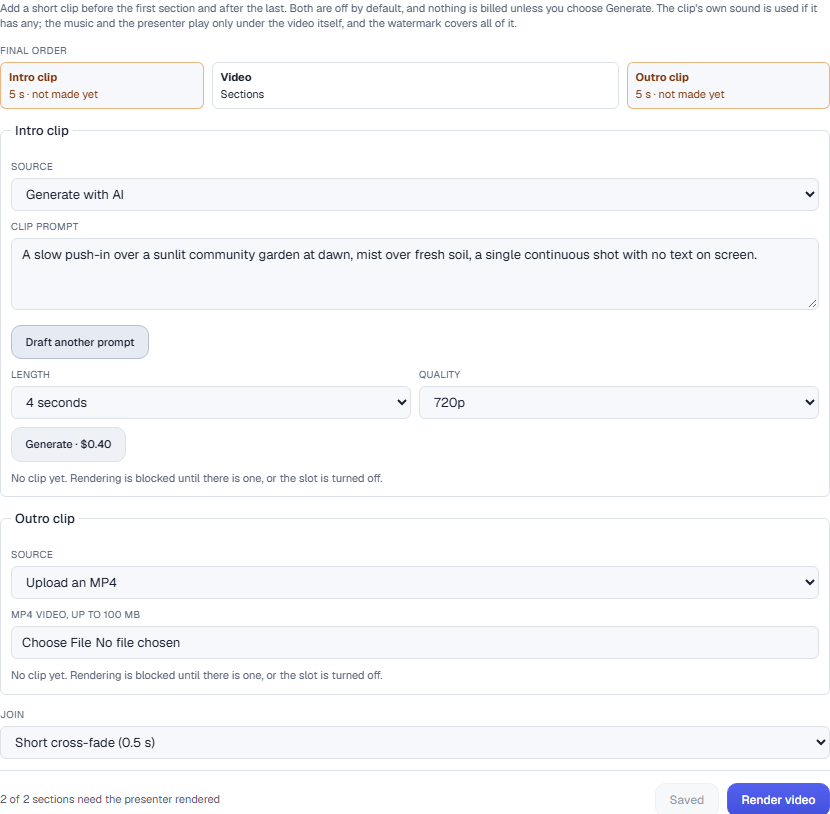 Add a short clip before the first section and after the last. Both are off by default, and nothing is billed unless you choose Generate. The clip's own sound is used if it
has any; the music and the presenter play only under the video itself, and the watermark covers all of it.
FINAL ORDER
Intro clip
5 s · not made yet
Video
Sections
Outro clip
5 s · not made yet
Intro clip
SOURCE
Generate with AI
CLIP PROMPT
A slow push-in over a sunlit community garden at dawn, mist over fresh soil, a single continuous shot with no text on screen.
Draft another prompt
LENGTH
4 seconds
QUALITY
720p
Generate · $0.40
No clip yet. Rendering is blocked until there is one, or the slot is turned off.
Outro clip
SOURCE
Upload an MP4
MP4 VIDEO, UP TO 100 MB
Choose File No file chosen
No clip yet. Rendering is blocked until there is one, or the slot is turned off.
JOIN
Short cross-fade (0.5 s)
2 of 2 sections need the presenter rendered
Saved
Render video